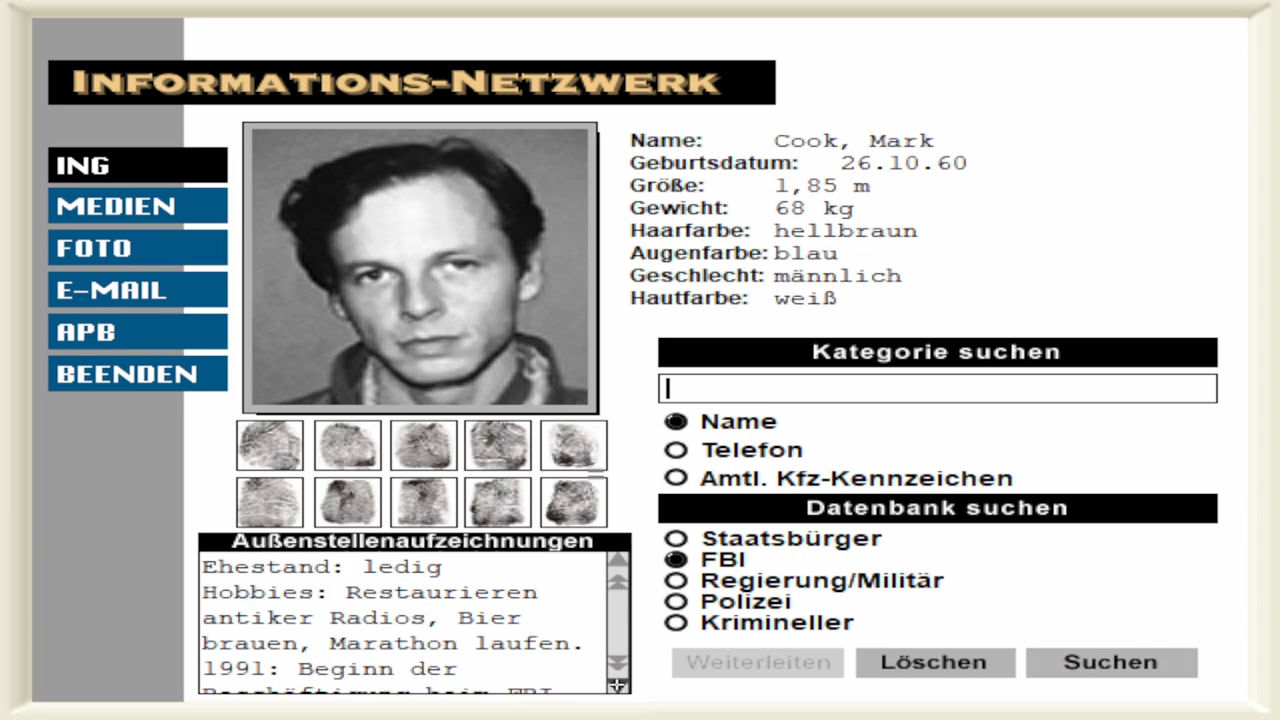 INFORMATIONS-NETZWERK
ING
MEDIEN
FOTO
E-MAIL
APB
BEENDEN
Name: Cook, Mark
Geburtsdatum: 26.10.60
Größe: 1,85 m
Gewicht: 68 kg
Haarfarbe: hellbraun
Augenfarbe: blau
Geschlecht: männlich
Hautfarbe: weiß
Kategorie suchen
Name
Telefon
Amtl. Kfz-Kennzeichen
Datenbank suchen
Staatsbürger
FBI
Regierung/Militär
Polizei
Krimineller
Weiterleiten Löschen Suchen
Außenstellenaufzeichnungen
Ehestand: ledig
Hobbies: Restaurieren
antiker Radios, Bier
brauen, Marathon laufen.
1991: Beginn der